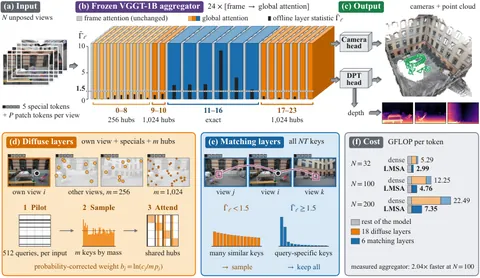 (a) Input
N unposed views
5 special tokens
+ P patch tokens per view
(b) Frozen VGGT-1B aggregator 24 × [frame → global attention]
frame attention (unchanged) global attention offline layer statistic Γ̂ℓ
Γ̂ℓ
10
5
1.5
0
0–8
256 hubs
9–10
1,024 hubs
11–16
exact
17–23
1,024 hubs
(c) Output cameras + point cloud
Camera
head
DPT
head
depth
(d) Diffuse layers own view + specials + m hubs
own view i
other views, m = 256
m = 1,024
1 Pilot
2 Sample
3 Attend
512 queries, per input
m keys by mass
shared hubs
probability-corrected weight bⱼ = ln(cⱼ/m pⱼ)
(e) Matching layers all NT keys
view j
view i
view k
Γ̂ℓ < 1.5
Γ̂ℓ ≥ 1.5
many similar keys
query-specific keys
→ sample
→ keep all
(f) Cost GFLOP per token
N = 32
dense 5.29
LMSA 2.99
N = 100
dense 12.25
LMSA 4.76
N = 200
dense 22.49
LMSA 7.35
rest of the model
18 diffuse layers
6 matching layers
measured aggregator: 2.04× faster at N = 100